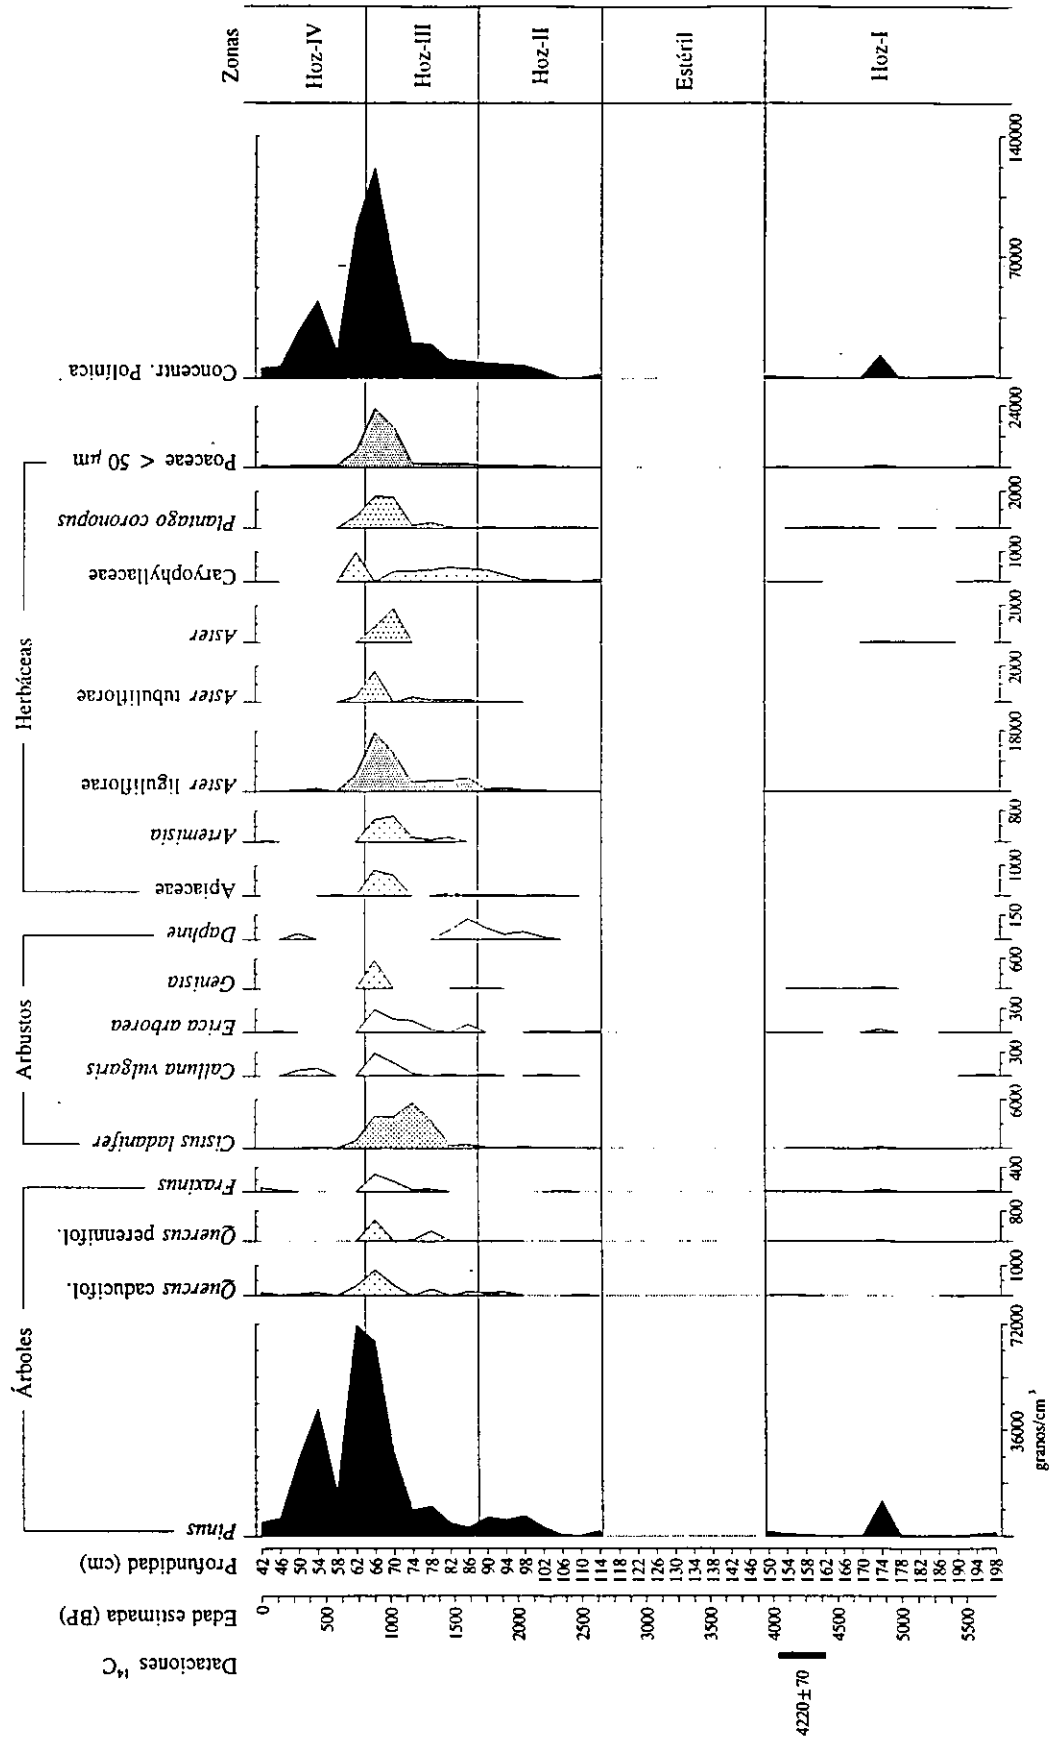 Dataciones ¹⁴C
Edad estimada (BP)
Profundidad (cm)
Árboles
Arbustos
Herbáceas
Pinus
Quercus caducifol.
Quercus perennifol.
Fraxinus
Cistus ladanifer
Calluna vulgaris
Erica arborea
Genista
Daphne
Apiaceae
Artemisia
Aster liguliflorae
Aster tubuliflorae
Aster
Caryophyllaceae
Plantago coronopus
Poaceae < 50 µm
Concentr. Polínica
Zonas
Hoz-IV
Hoz-III
Hoz-II
Estéril
Hoz-I
4220±70
0 500 1000 1500 2000 2500 3000 3500 4000 4500 5000 5500
42 46 50 54 58 62 66 70 74 78 82 86 90 94 98 102 106 110 114 118 122 126 130 134 138 142 146 150 154 158 162 166 170 174 178 182 186 190 194 198
36000 72000
granos/cm³
1000
800
400
6000
300
300
600
150
1000
800
18000
2000
2000
1000
2000
24000
70000 140000